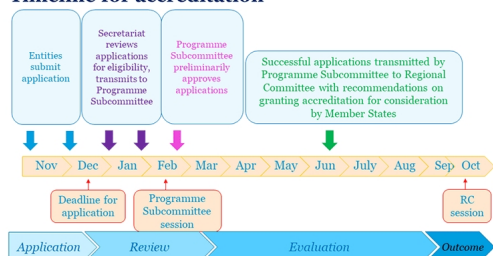 Timeline for accreditation
Entities
submit
application
Secretariat
reviews
applications
for eligibility,
transmits to
Programme
Subcommittee
Programme
Subcommittee
preliminarily
approves
applications
Successful applications transmitted by
Programme Subcommittee to Regional
Committee with recommendations on
granting accreditation for consideration
by Member States
Nov Dec Jan Feb Mar Apr May Jun July Aug Sep Oct
Deadline for
application
Programme
Subcommittee
session
RC
session
Application Review Evaluation Outcome